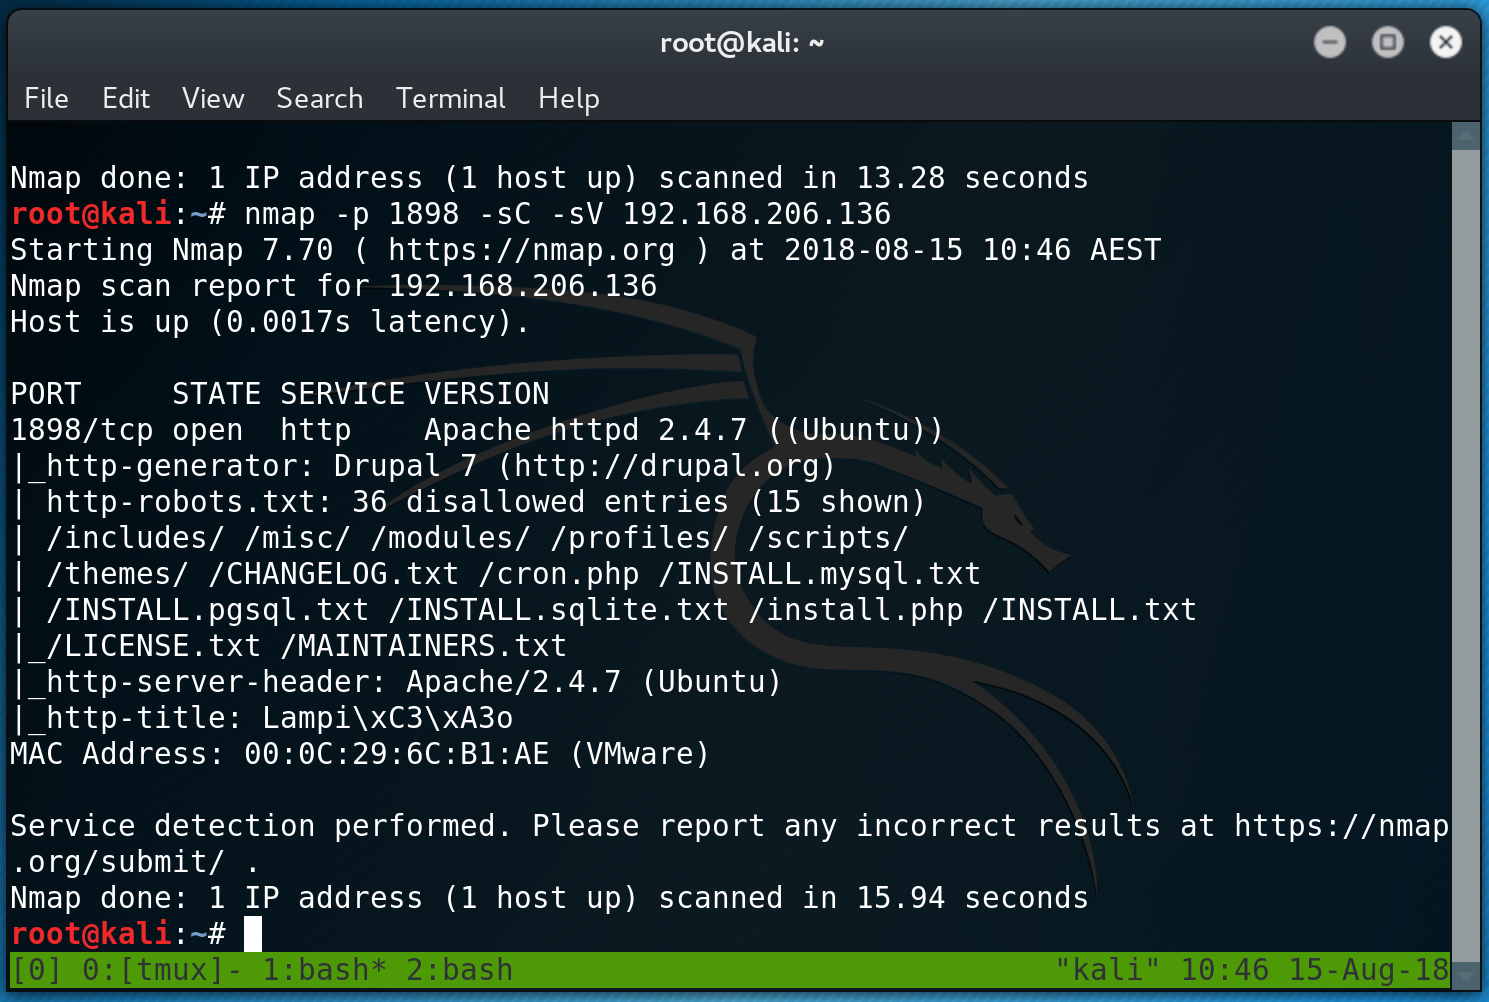 root@kali: ~
File Edit View Search Terminal Help
Nmap done: 1 IP address (1 host up) scanned in 13.28 seconds
root@kali:~# nmap -p 1898 -sC -sV 192.168.206.136
Starting Nmap 7.70 ( https://nmap.org ) at 2018-08-15 10:46 AEST
Nmap scan report for 192.168.206.136
Host is up (0.0017s latency).
PORT     STATE SERVICE VERSION
1898/tcp open  http    Apache httpd 2.4.7 ((Ubuntu))
|_http-generator: Drupal 7 (http://drupal.org)
| http-robots.txt: 36 disallowed entries (15 shown)
| /includes/ /misc/ /modules/ /profiles/ /scripts/
| /themes/ /CHANGELOG.txt /cron.php /INSTALL.mysql.txt
| /INSTALL.pgsql.txt /INSTALL.sqlite.txt /install.php /INSTALL.txt
|_/LICENSE.txt /MAINTAINERS.txt
|_http-server-header: Apache/2.4.7 (Ubuntu)
|_http-title: Lampi\xC3\xA3o
MAC Address: 00:0C:29:6C:B1:AE (VMware)
Service detection performed. Please report any incorrect results at https://nmap
.org/submit/ .
Nmap done: 1 IP address (1 host up) scanned in 15.94 seconds
root@kali:~#
[0] 0:[tmux]- 1:bash* 2:bash "kali" 10:46 15-Aug-18